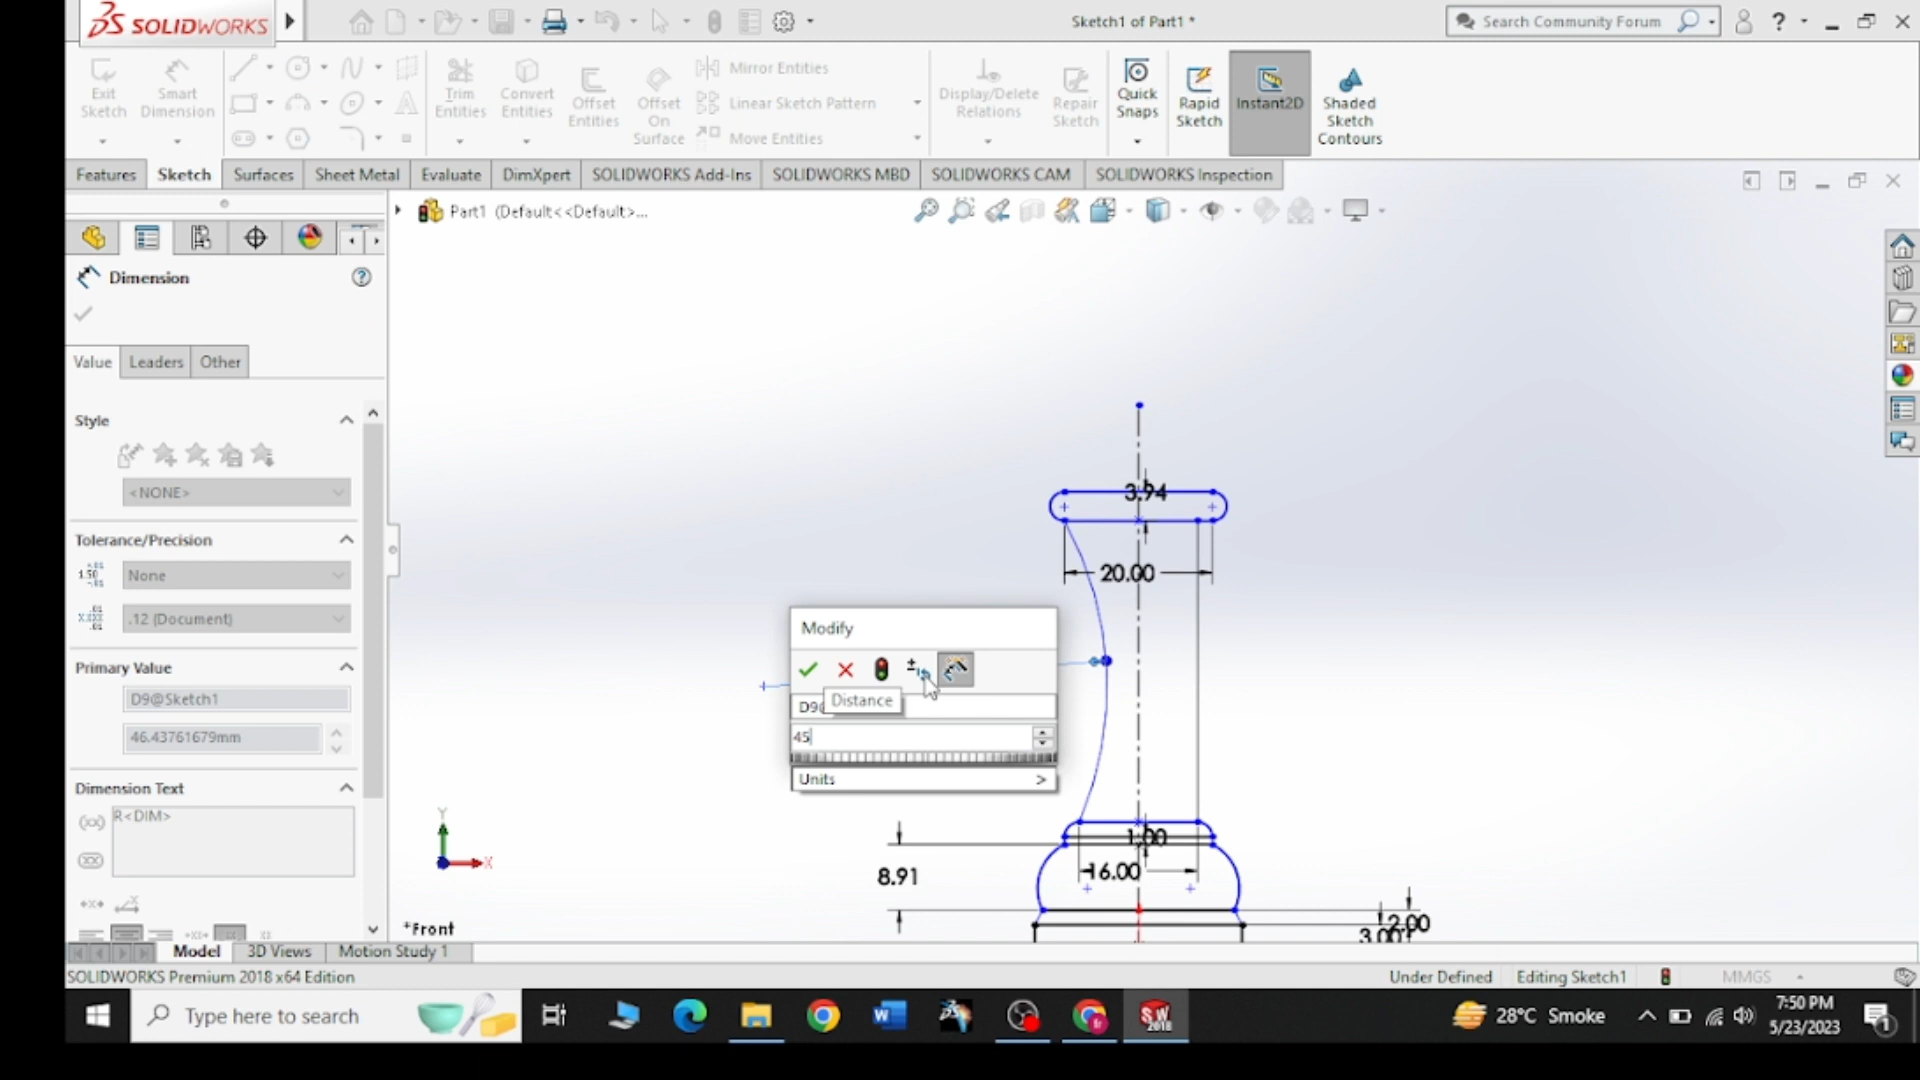 SOLIDWORKS
Sketch1 of Part1 *
Search Community Forum
?
Exit Sketch
Smart Dimension
Trim Entities
Convert Entities
Offset Entities
Offset On Surface
Mirror Entities
Linear Sketch Pattern
Move Entities
Display/Delete Relations
Repair Sketch
Quick Snaps
Rapid Sketch
Instant2D
Shaded Sketch Contours
Features
Sketch
Surfaces
Sheet Metal
Evaluate
DimXpert
SOLIDWORKS Add-Ins
SOLIDWORKS MBD
SOLIDWORKS CAM
SOLIDWORKS Inspection
Part1 (Default<<Default>...
Dimension
Value
Leaders
Other
Style
<NONE>
Tolerance/Precision
None
.12 (Document)
Primary Value
D9@Sketch1
46.43761679mm
Dimension Text
R<DIM>
3.94
20.00
Modify
D9@
Distance
45
Units >
1.00
16.00
8.91
2.00
3.00
Y
X
*Front
Model
3D Views
Motion Study 1
SOLIDWORKS Premium 2018 x64 Edition
Under Defined
Editing Sketch1
MMGS
Type here to search
SW
2018
28°C Smoke
7:50 PM
5/23/2023
1